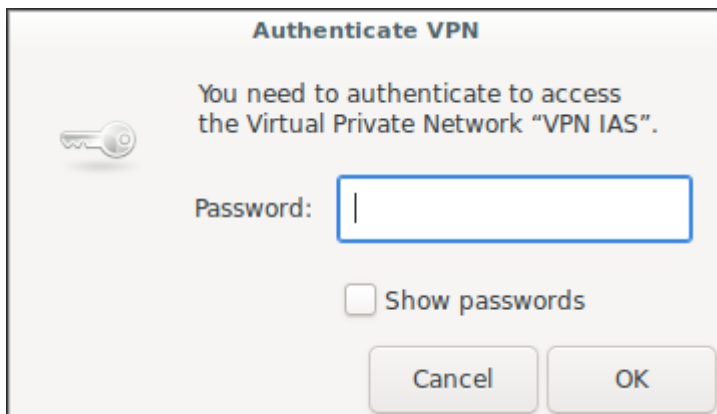 Authenticate VPN
You need to authenticate to access
the Virtual Private Network “VPN IAS”.
Password:
Show passwords
Cancel
OK